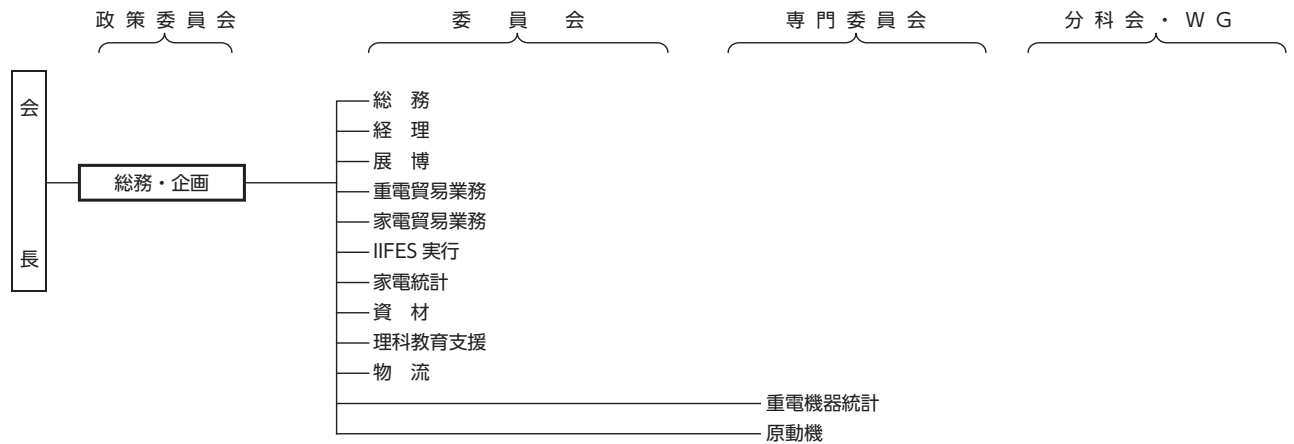 政策委員会 委員会 専門委員会 分科会・WG
会長
総務・企画
総務
経理
展博
重電貿易業務
家電貿易業務
IIFES 実行
家電統計
資材
理科教育支援
物流
重電機器統計
原動機